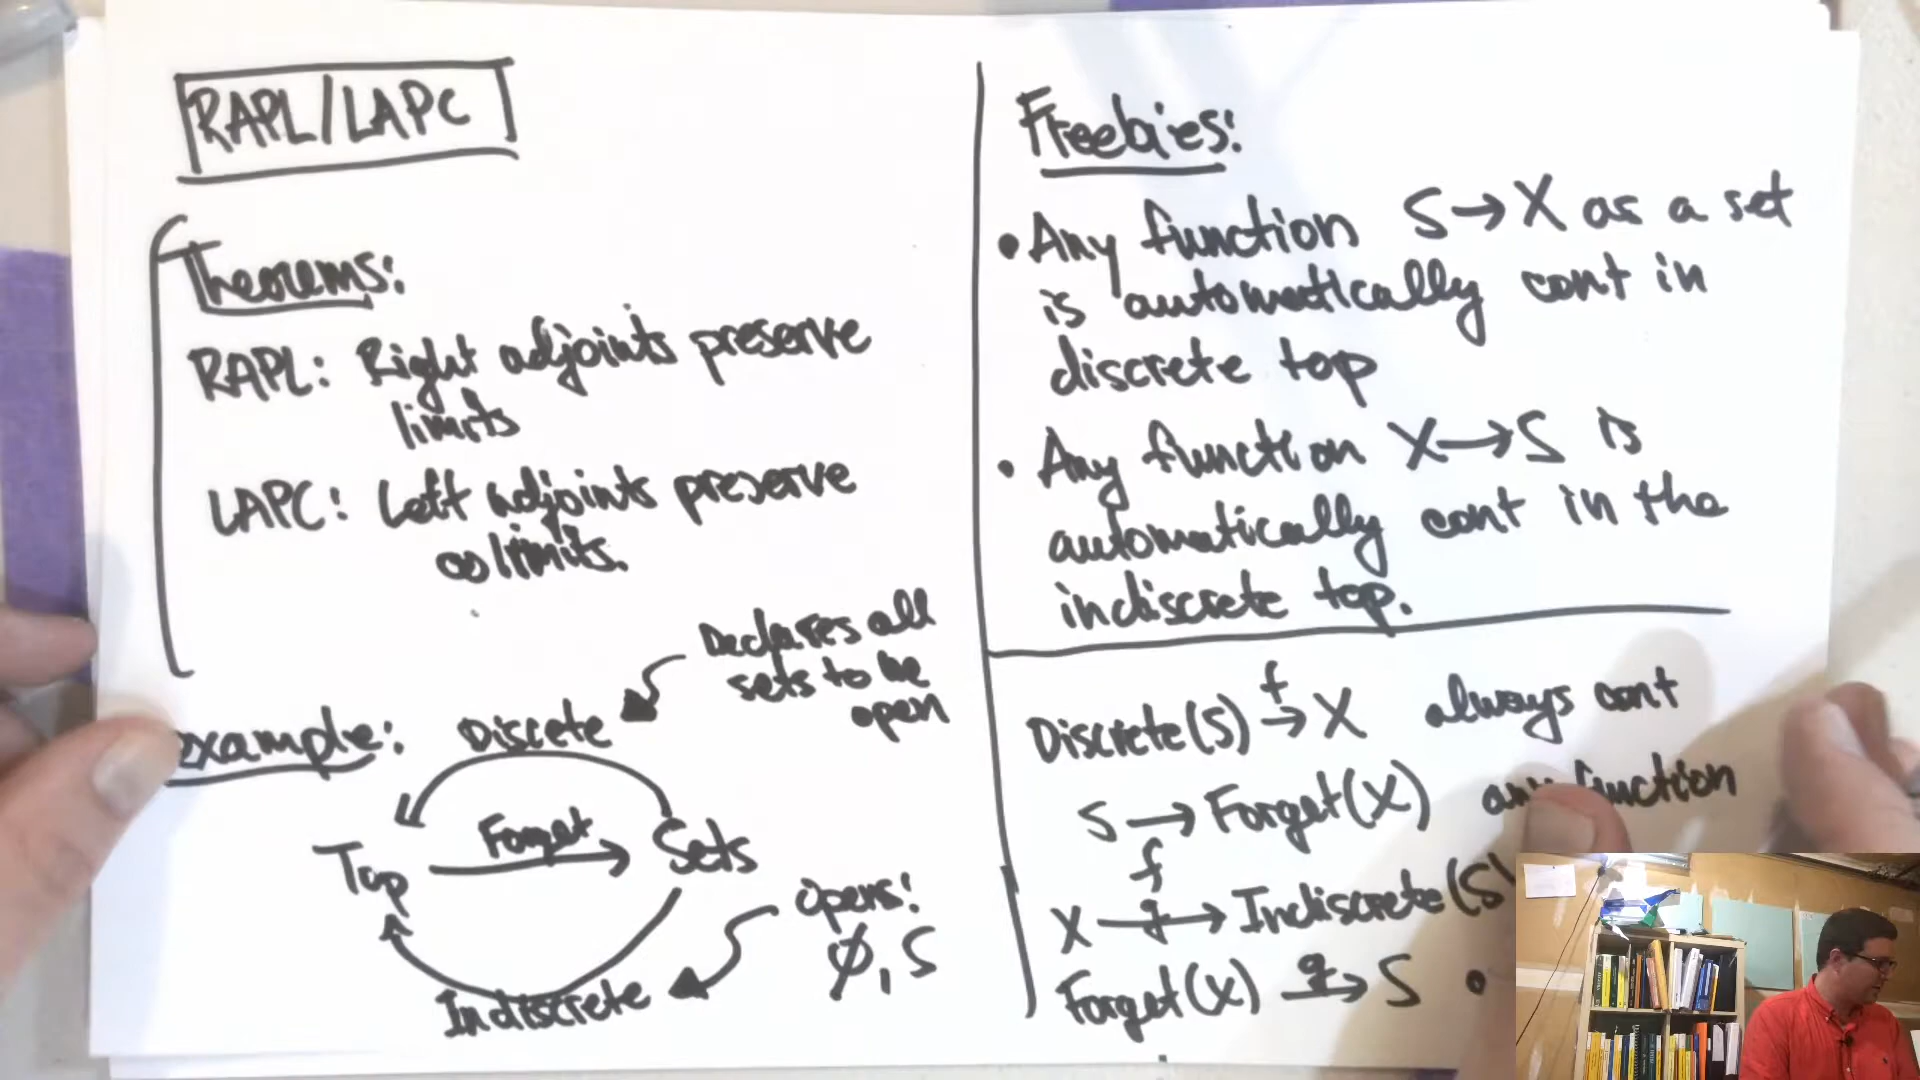 RAPL/LAPC
Theorems:
RAPL: Right adjoints preserve
limits
LAPC: Left adjoints preserve
colimits.
Example: Discete
Declares all
sets to be
open
Top Forget Sets
Indiscrete
Opens:
∅, S
Freebies:
• Any function S→X as a set
is automatically cont in
discrete top
• Any function X→S is
automatically cont in the
indiscrete top.
Discrete(S) f→ X always cont
S →f Forget(X) any function
X g→ Indiscrete(S)
Forget(X) g→ S